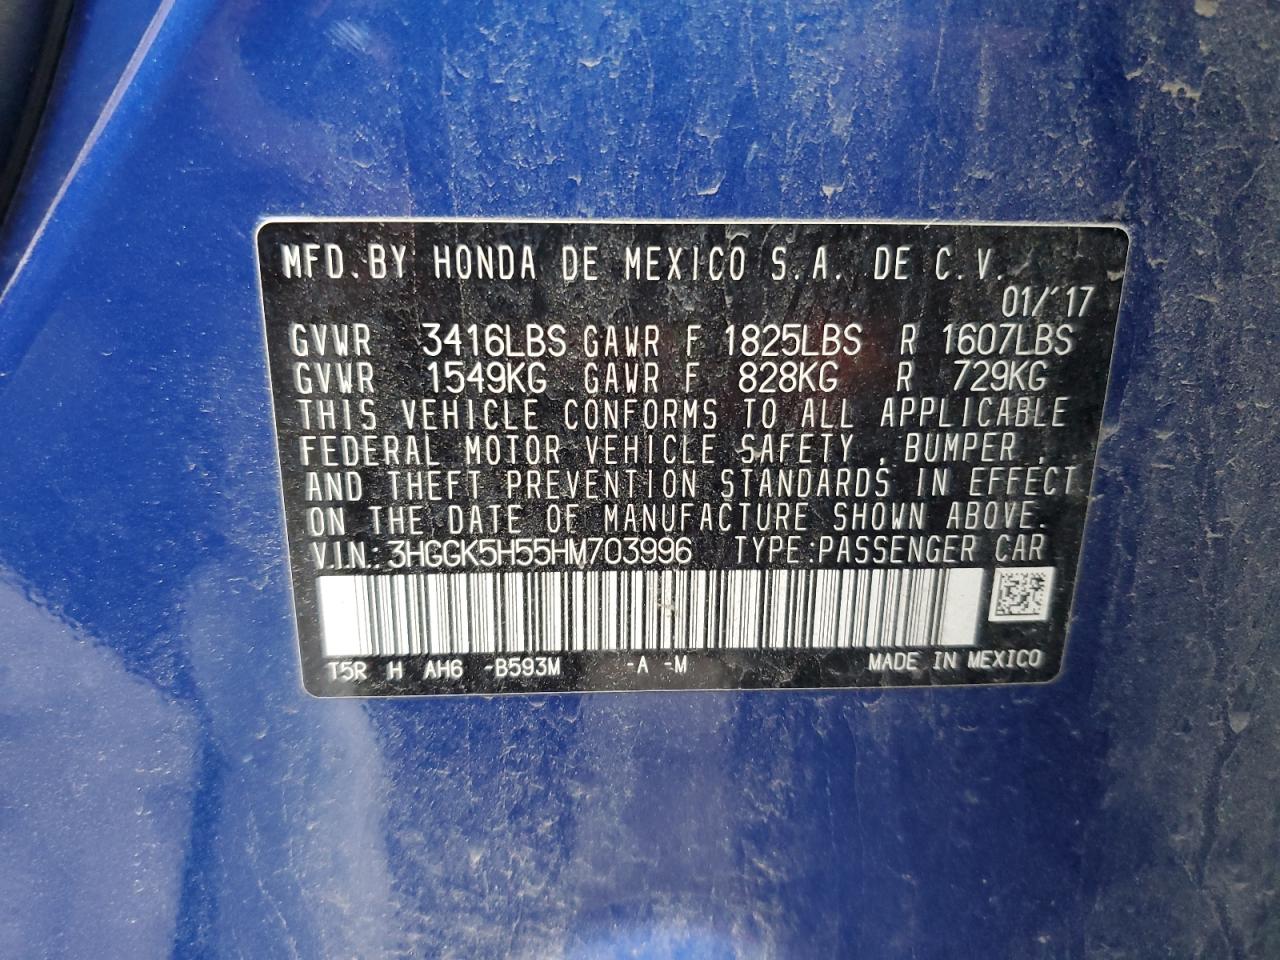 MFD.BY HONDA DE MEXICO S.A. DE C.V.
01/'17
GVWR 3416LBS GAWR F 1825LBS R 1607LBS
GVWR 1549KG GAWR F 828KG R 729KG
THIS VEHICLE CONFORMS TO ALL APPLICABLE
FEDERAL MOTOR VEHICLE SAFETY , BUMPER ,
AND THEFT PREVENTION STANDARDS IN EFFECT
ON THE DATE OF MANUFACTURE SHOWN ABOVE.
V.I.N: 3HGGK5H55HM703996 TYPE:PASSENGER CAR
T5R H AH6 -B593M -A -M MADE IN MEXICO